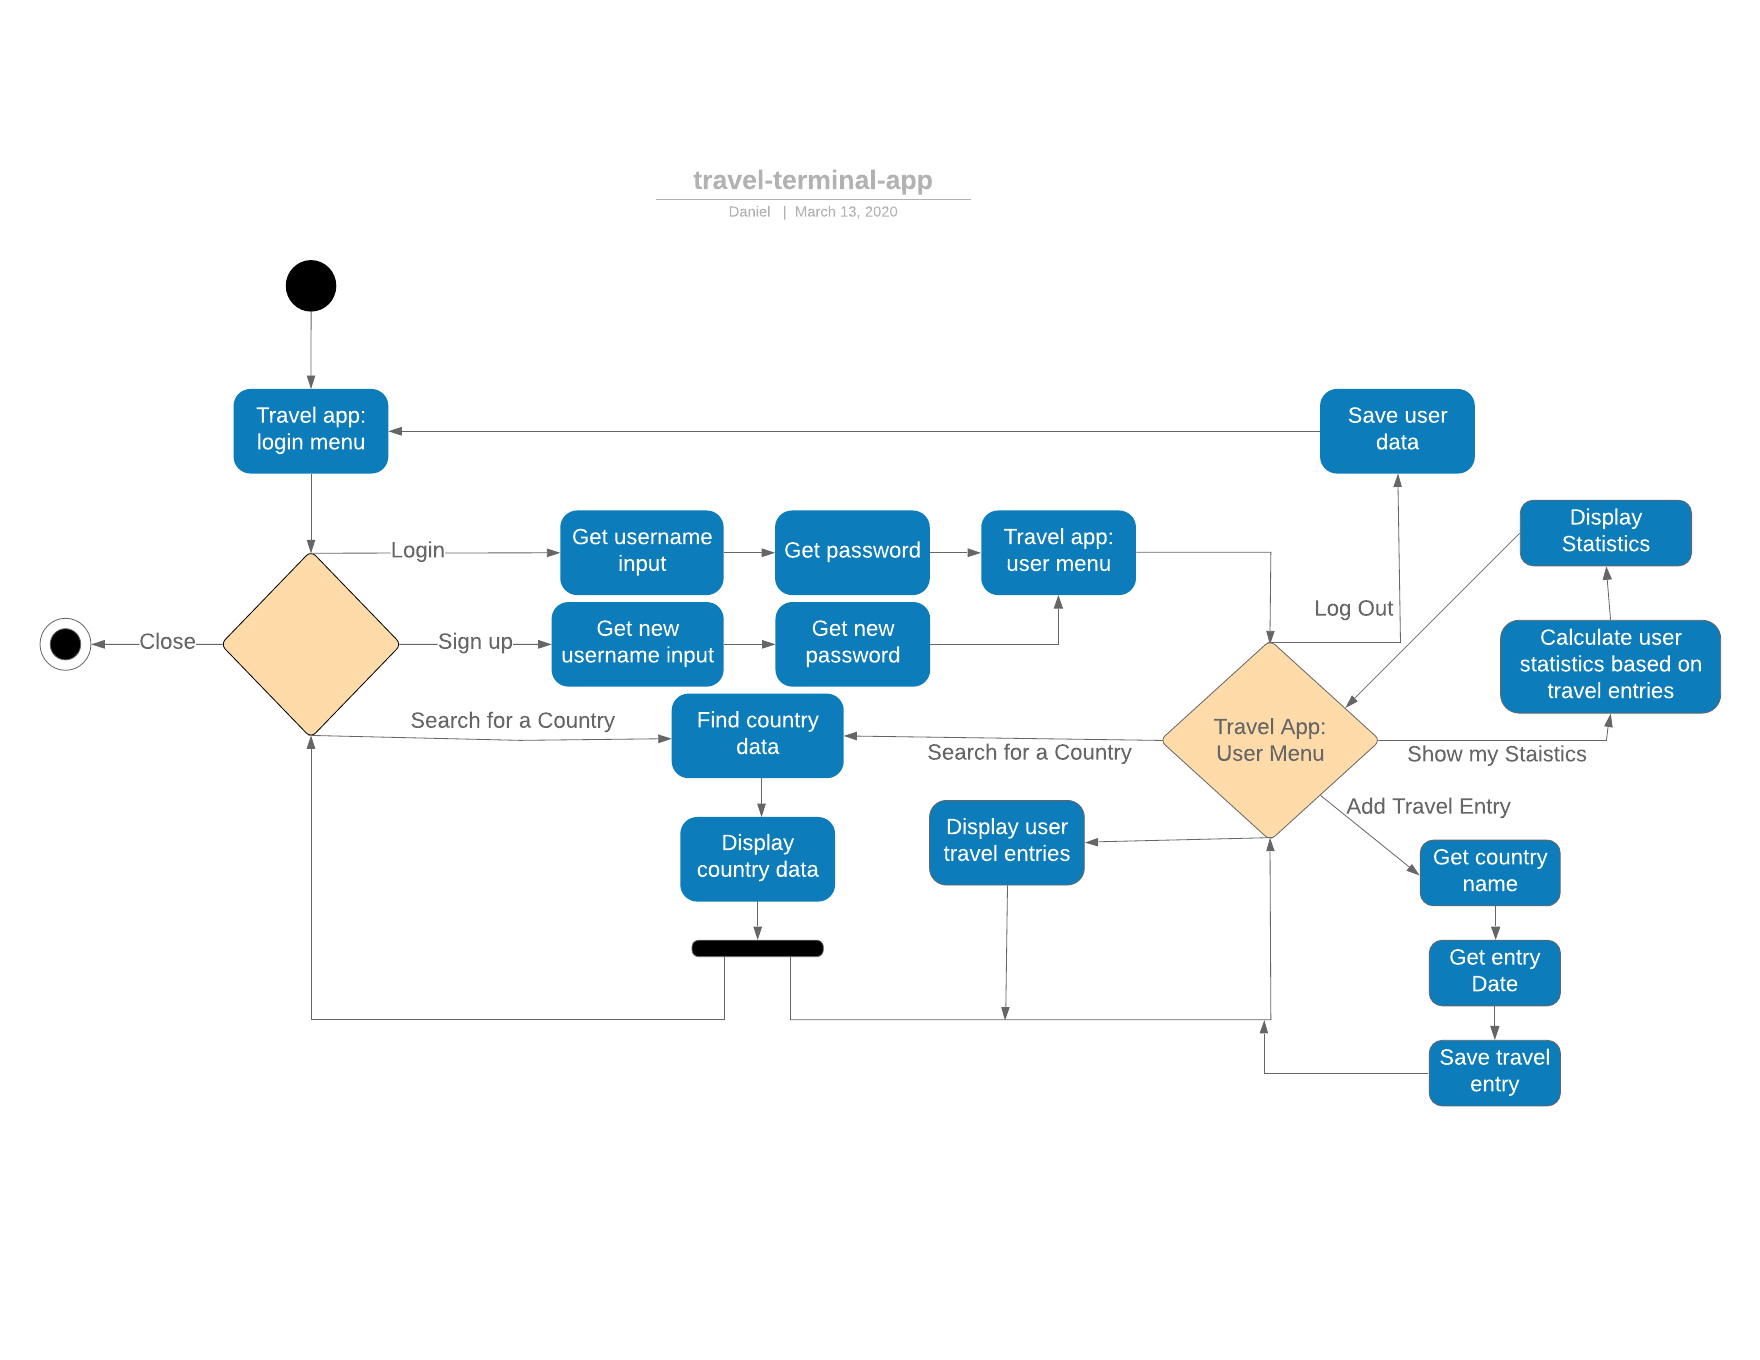 travel-terminal-app
Daniel | March 13, 2020
Travel app:
login menu
Save user
data
Login
Get username
input
Get password
Travel app:
user menu
Display
Statistics
Log Out
Close
Sign up
Get new
username input
Get new
password
Calculate user
statistics based on
travel entries
Search for a Country
Find country
data
Search for a Country
Travel App:
User Menu
Show my Staistics
Add Travel Entry
Display
country data
Display user
travel entries
Get country
name
Get entry
Date
Save travel
entry